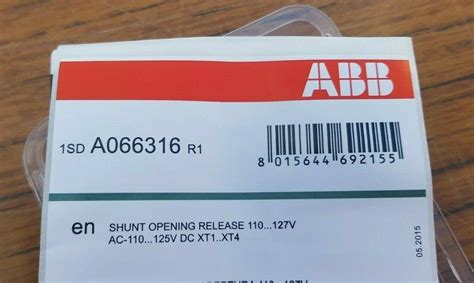 ABB
1SD A066316 R1
8 015644 692155
en SHUNT OPENING RELEASE 110...127V
AC-110...125V DC XT1..XT4
05.2015